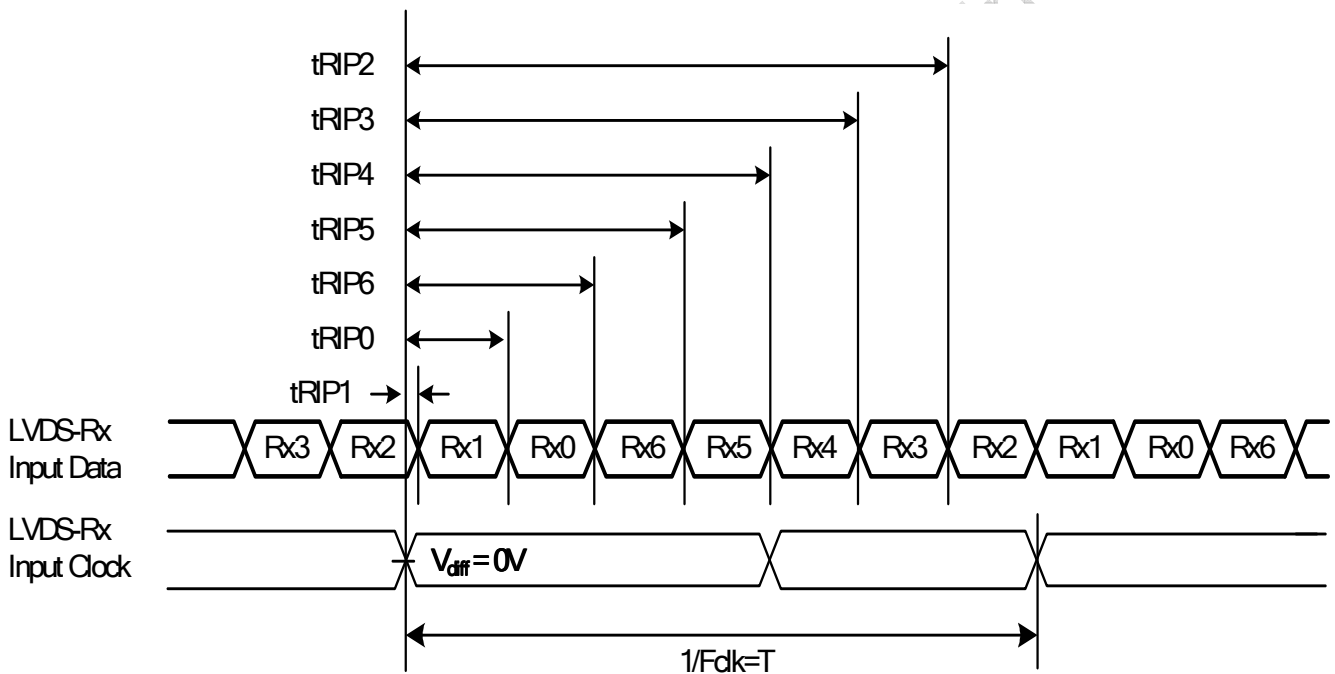 tRIP2
tRIP3
tRIP4
tRIP5
tRIP6
tRIP0
tRIP1
LVDS-Rx
Input Data
Rx3 Rx2 Rx1 Rx0 Rx6 Rx5 Rx4 Rx3 Rx2 Rx1 Rx0 Rx6
LVDS-Rx
Input Clock
Vdiff = 0V
1/Fclk=T